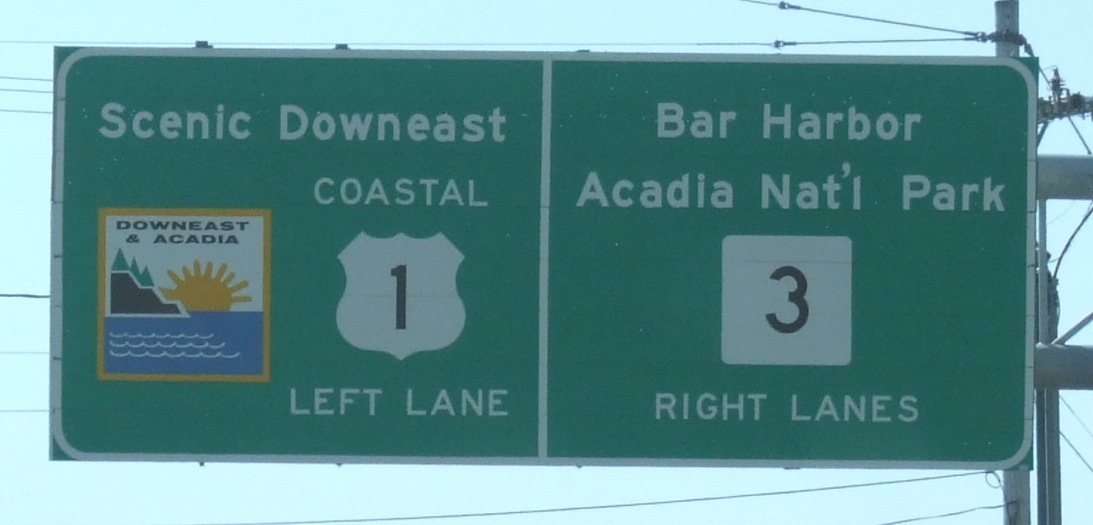 Scenic Downeast
COASTAL
DOWNEAST
& ACADIA
1
LEFT LANE
Bar Harbor
Acadia Nat'l Park
3
RIGHT LANES